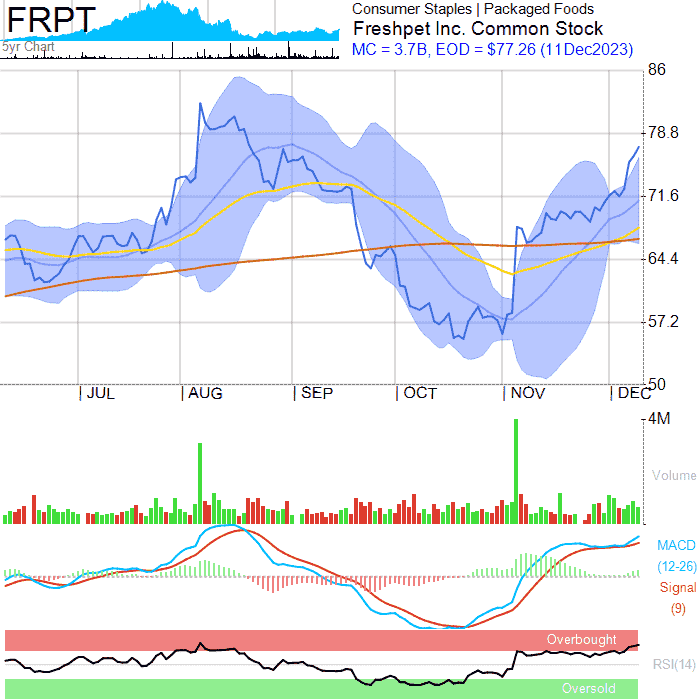 FRPT
5yr Chart
Consumer Staples | Packaged Foods
Freshpet Inc. Common Stock
MC = 3.7B, EOD = $77.26 (11Dec2023)
86
78.8
71.6
64.4
57.2
50
JUL AUG SEP OCT NOV DEC
4M
Volume
MACD
(12-26)
Signal
(9)
Overbought
RSI(14)
Oversold